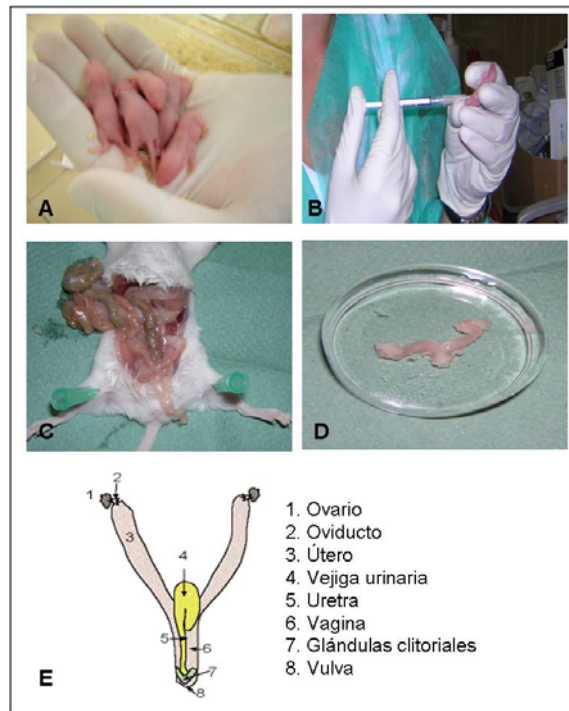 A
B
C
D
1
2
3
4
5
6
7
8
E
1. Ovario
2. Oviducto
3. Útero
4. Vejiga urinaria
5. Uretra
6. Vagina
7. Glándulas clitoriales
8. Vulva